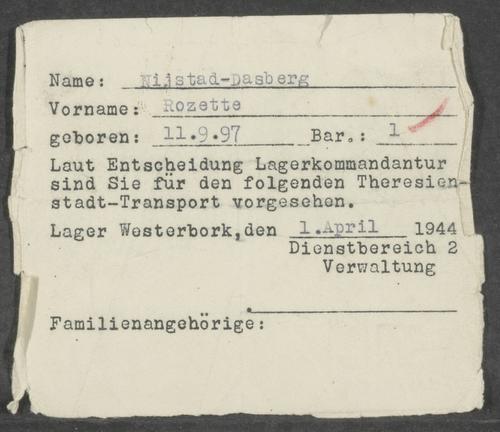 Name: Nijstad-Dasberg
Vorname: Rozette
geboren: 11.9.97 Bar.: 1
Laut Entscheidung Lagerkommandantur
sind Sie für den folgenden Theresien-
stadt-Transport vorgesehen.
Lager Westerbork,den 1.April 1944
Dienstbereich 2
Verwaltung
Familienangehörige: